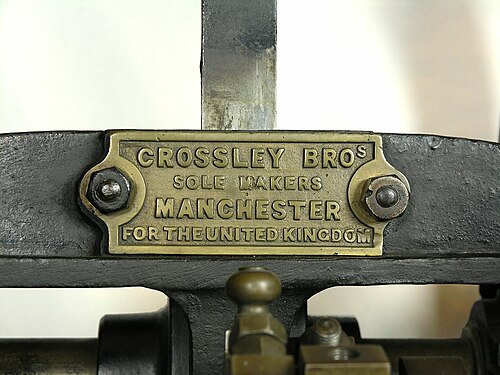 CROSSLEY BROS
SOLE MAKERS
MANCHESTER
FOR THE UNITED KINGDOM